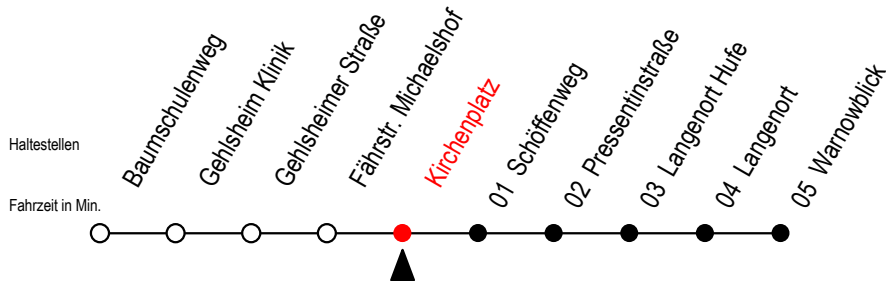 Haltestellen
Fahrzeit in Min.
Baumschulenweg
Gehlsheim Klinik
Gehlsheimer Straße
Fährstr. Michaelshof
Kirchenplatz
01 Schöffenweg
02 Pressentinstraße
03 Langenort Hufe
04 Langenort
05 Warnowblick